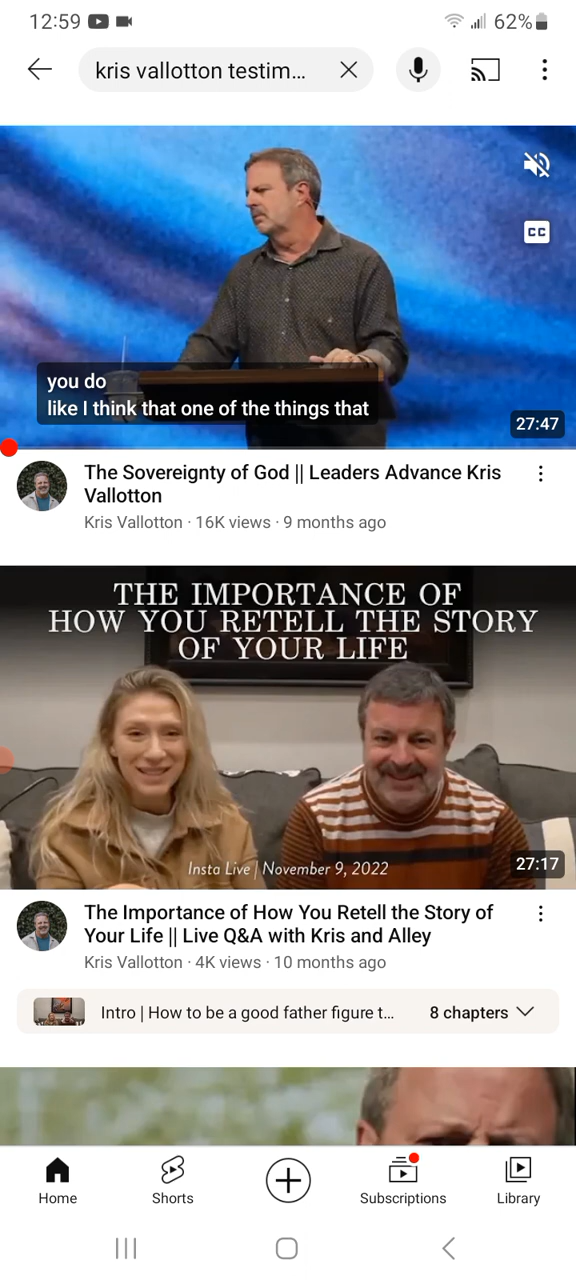 12:59
62%
kris vallotton testim...
CC
you do
like I think that one of the things that
27:47
The Sovereignty of God || Leaders Advance Kris
Vallotton
Kris Vallotton · 16K views · 9 months ago
THE IMPORTANCE OF
HOW YOU RETELL THE STORY
OF YOUR LIFE
Insta Live | November 9, 2022
27:17
The Importance of How You Retell the Story of
Your Life || Live Q&A with Kris and Alley
Kris Vallotton · 4K views · 10 months ago
Intro | How to be a good father figure t...
8 chapters
Home
Shorts
Subscriptions
Library